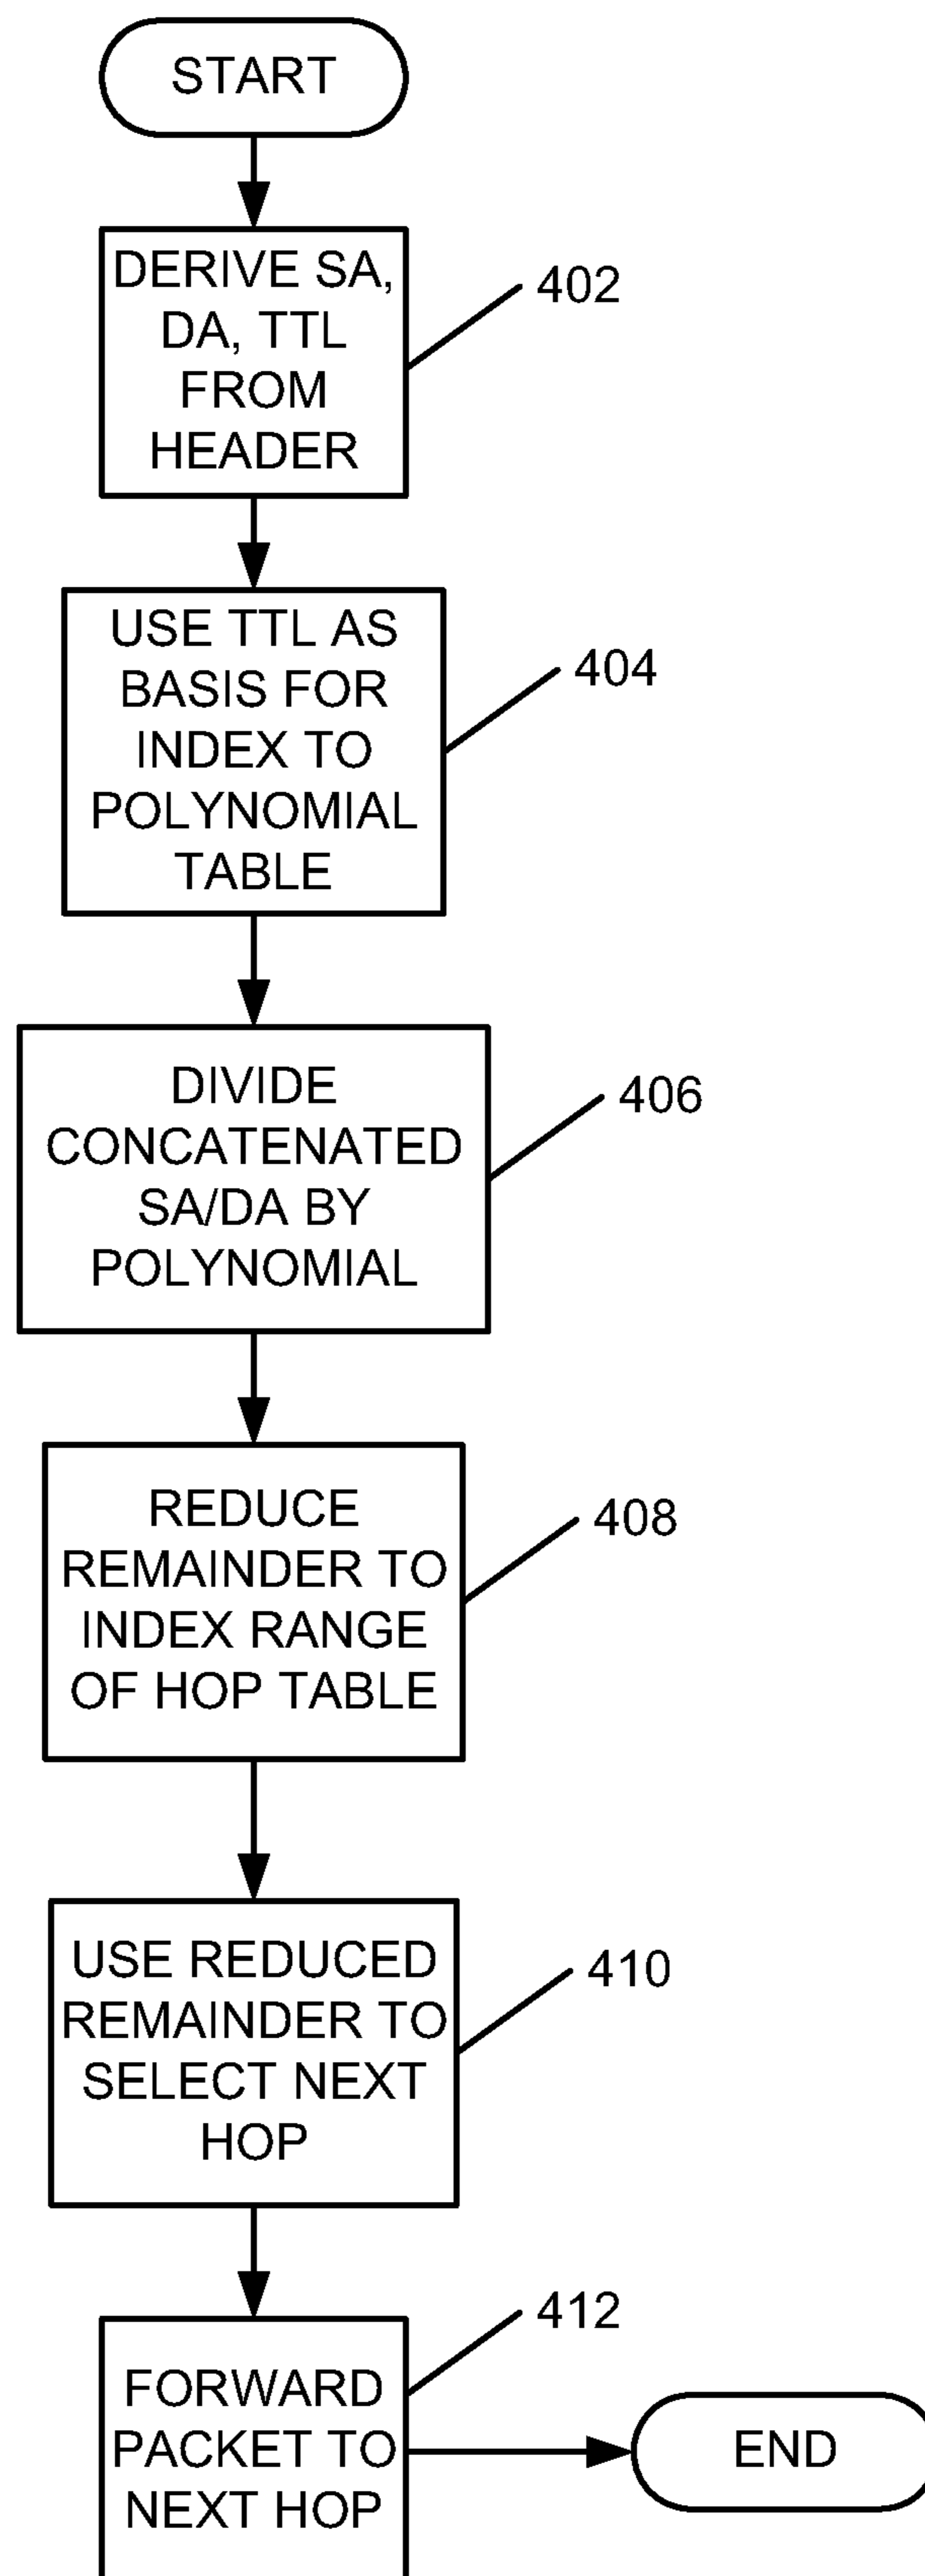 START
DERIVE SA,
DA, TTL
FROM
HEADER
402
USE TTL AS
BASIS FOR
INDEX TO
POLYNOMIAL
TABLE
404
DIVIDE
CONCATENATED
SA/DA BY
POLYNOMIAL
406
REDUCE
REMAINDER TO
INDEX RANGE
OF HOP TABLE
408
USE REDUCED
REMAINDER TO
SELECT NEXT
HOP
410
FORWARD
PACKET TO
NEXT HOP
412
END